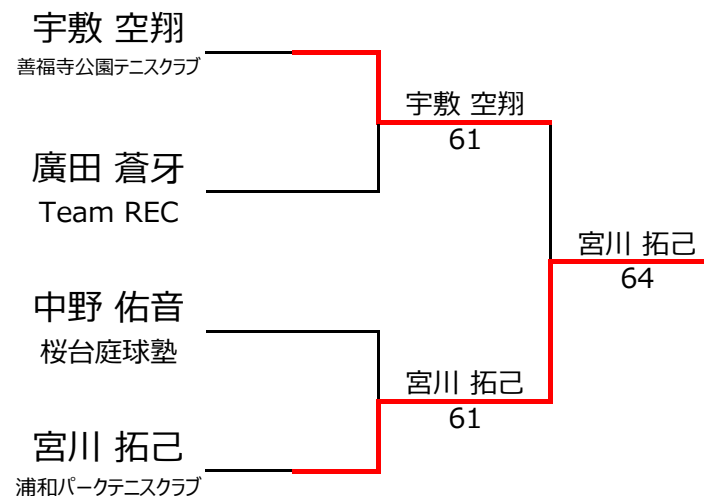 宇敷 空翔
善福寺公園テニスクラブ
宇敷 空翔
61
廣田 蒼牙
Team REC
宮川 拓己
64
中野 佑音
桜台庭球塾
宮川 拓己
61
宮川 拓己
浦和パークテニスクラブ